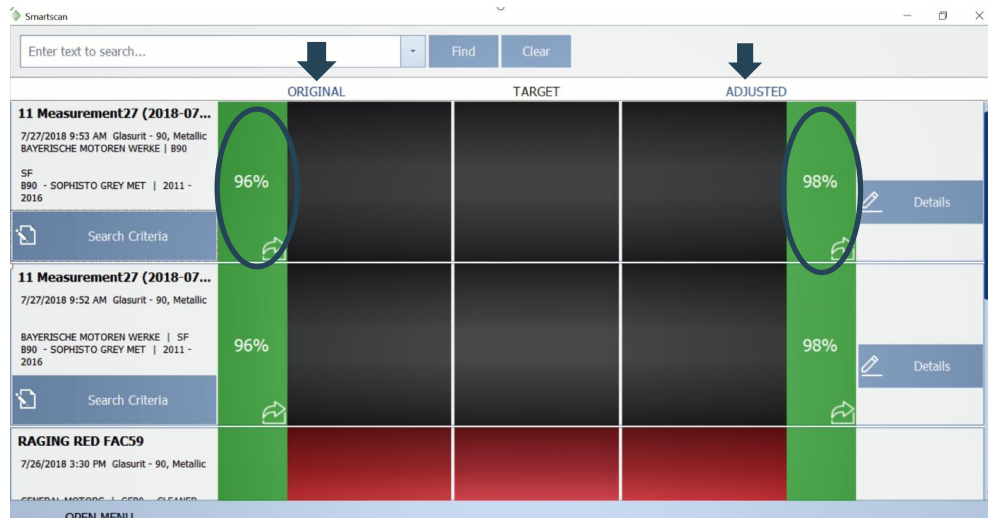 Smartscan
Enter text to search...
Find
Clear
ORIGINAL
TARGET
ADJUSTED
11 Measurement27 (2018-07...
7/27/2018 9:53 AM Glasurit - 90, Metallic
BAYERISCHE MOTOREN WERKE | B90
SF
B90 - SOPHISTO GREY MET | 2011 -
2016
Search Criteria
96%
98%
Details
11 Measurement27 (2018-07...
7/27/2018 9:52 AM Glasurit - 90, Metallic
BAYERISCHE MOTOREN WERKE | SF
B90 - SOPHISTO GREY MET | 2011 -
2016
Search Criteria
96%
98%
Details
RAGING RED FAC59
7/26/2018 3:30 PM Glasurit - 90, Metallic
OPEN MENU